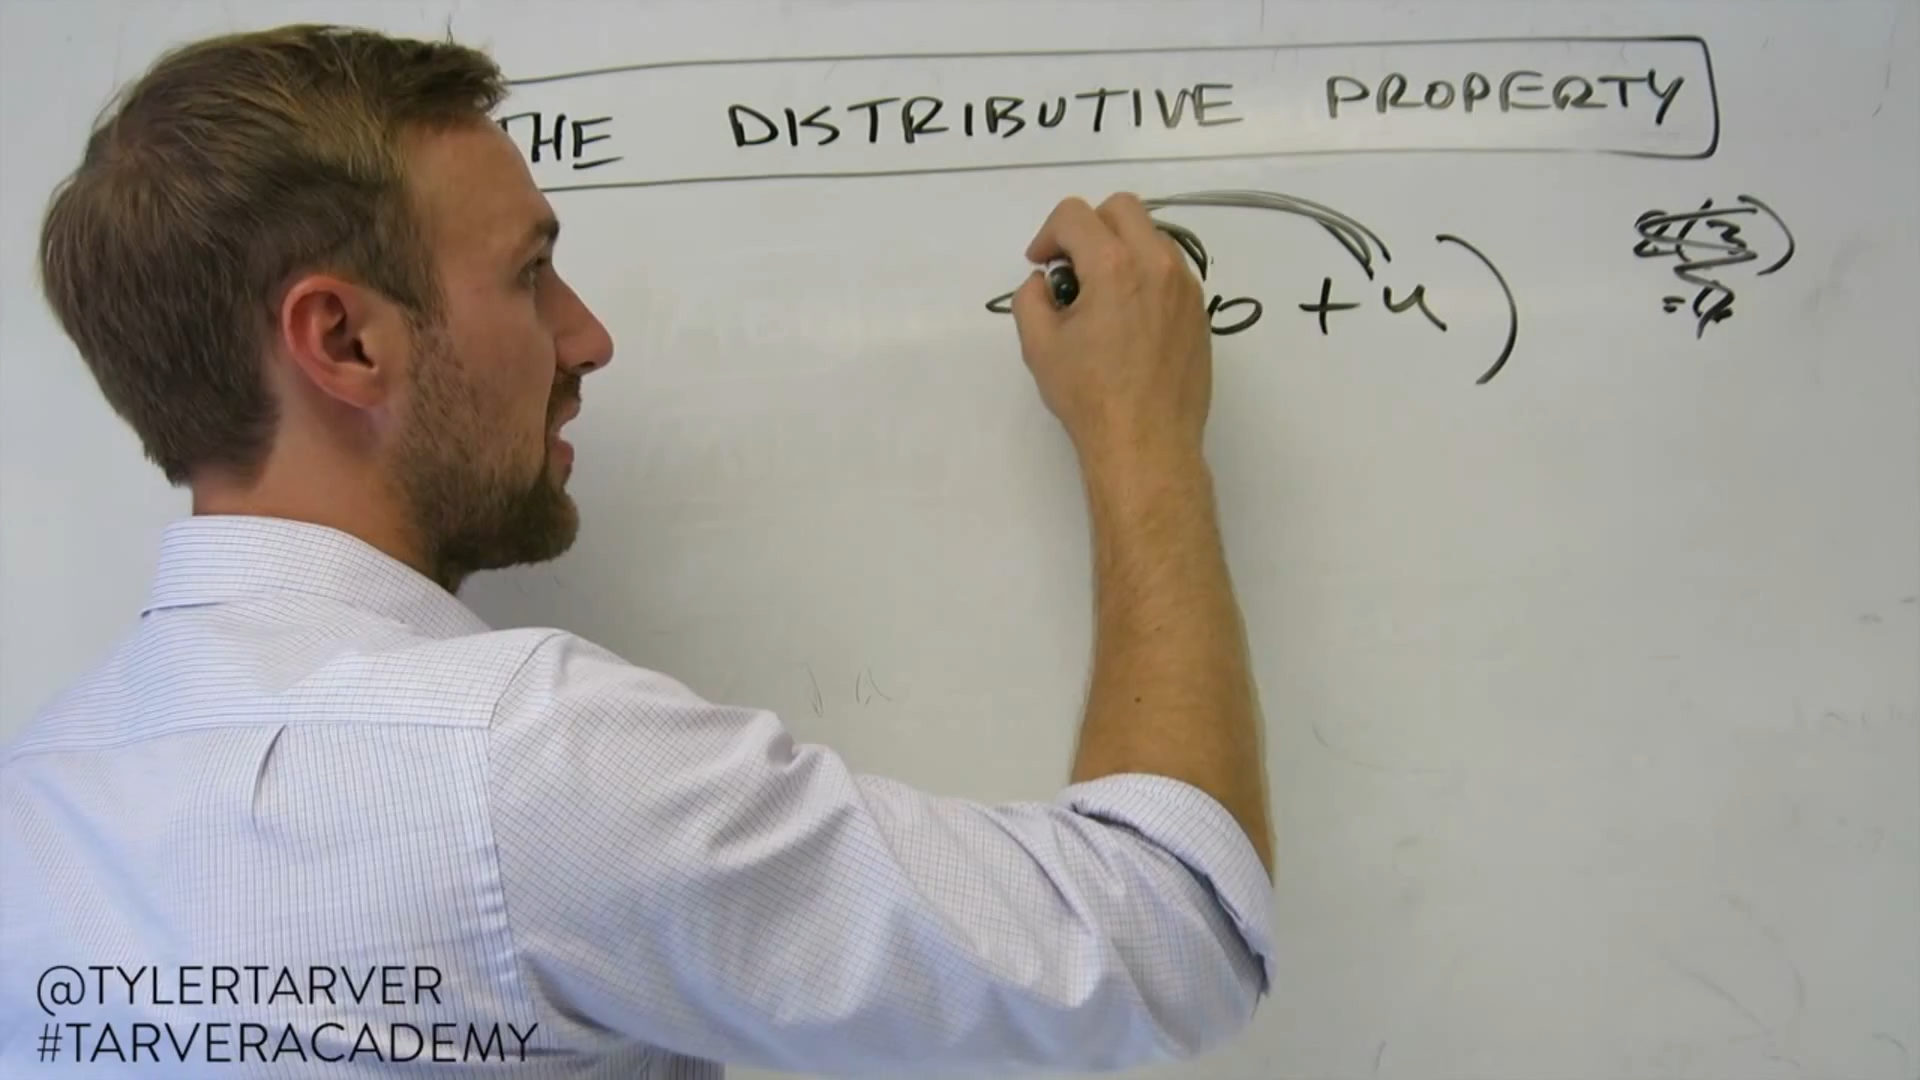 THE DISTRIBUTIVE PROPERTY
+4)
@TYLERTARVER
#TARVERACADEMY